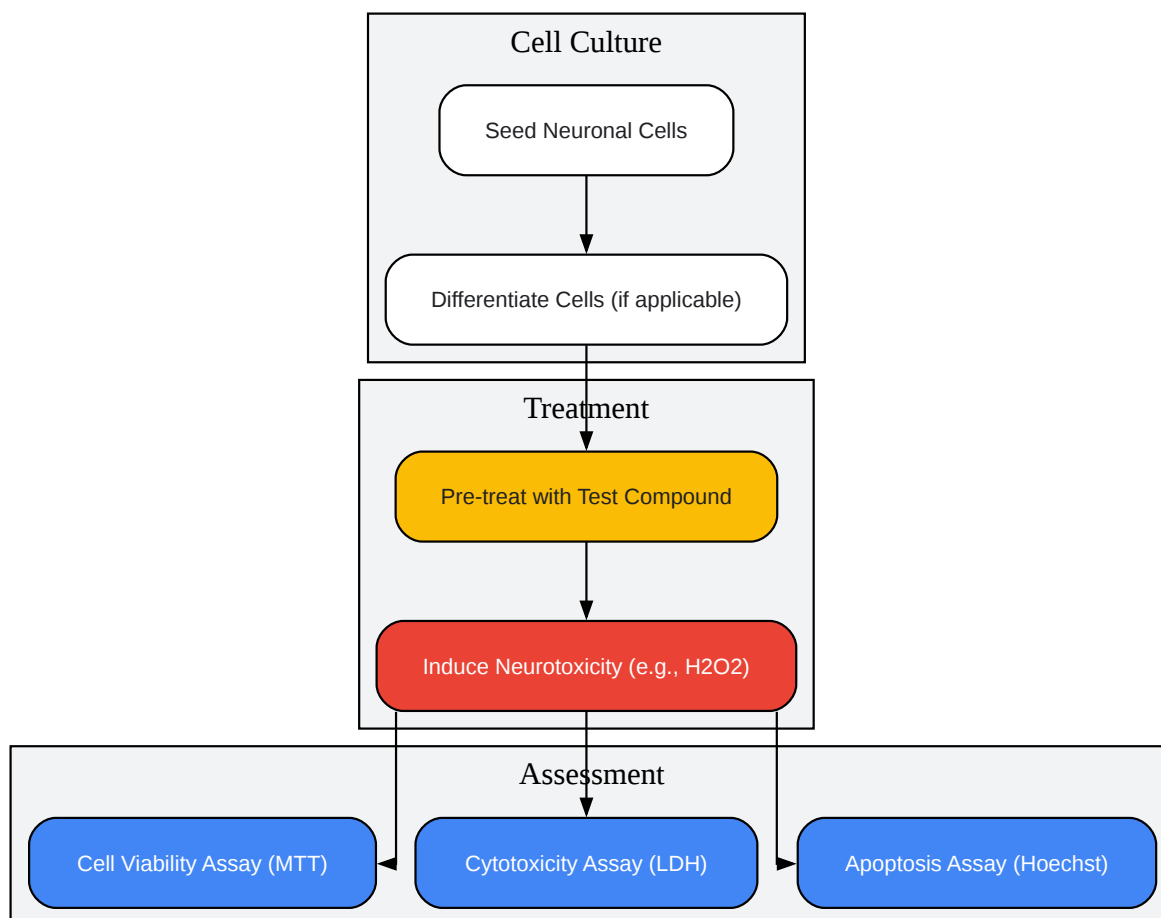 Cell Culture
Seed Neuronal Cells
Differentiate Cells (if applicable)
Treatment
Pre-treat with Test Compound
Induce Neurotoxicity (e.g., H2O2)
Assessment
Cell Viability Assay (MTT)
Cytotoxicity Assay (LDH)
Apoptosis Assay (Hoechst)